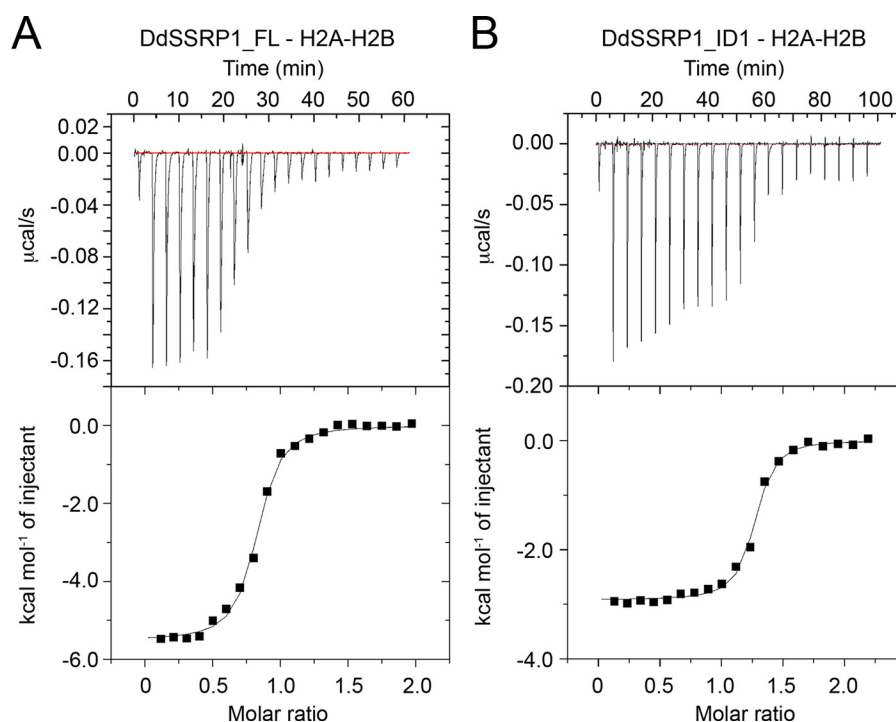 A
DdSSRP1_FL - H2A-H2B
Time (min)
0 10 20 30 40 50 60
0.02
0.00
-0.04
-0.08
-0.12
-0.16
μcal/s
0.0
-2.0
-4.0
-6.0
kcal mol⁻¹ of injectant
0 0.5 1.0 1.5 2.0
Molar ratio
B
DdSSRP1_ID1 - H2A-H2B
Time (min)
0 20 40 60 80 100
0.00
-0.05
-0.10
-0.15
-0.20
μcal/s
0.0
-2.0
-4.0
kcal mol⁻¹ of injectant
0 0.5 1.0 1.5 2.0
Molar ratio